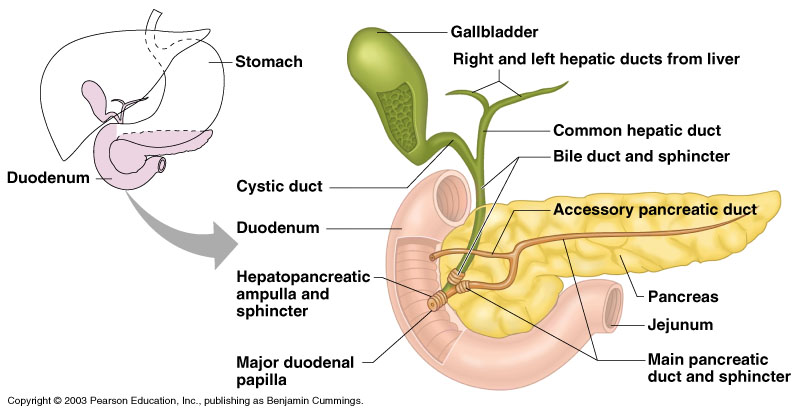 Stomach
Duodenum
Gallbladder
Right and left hepatic ducts from liver
Common hepatic duct
Bile duct and sphincter
Cystic duct
Accessory pancreatic duct
Duodenum
Hepatopancreatic
ampulla and
sphincter
Pancreas
Jejunum
Major duodenal
papilla
Main pancreatic
duct and sphincter
Copyright © 2003 Pearson Education, Inc., publishing as Benjamin Cummings.